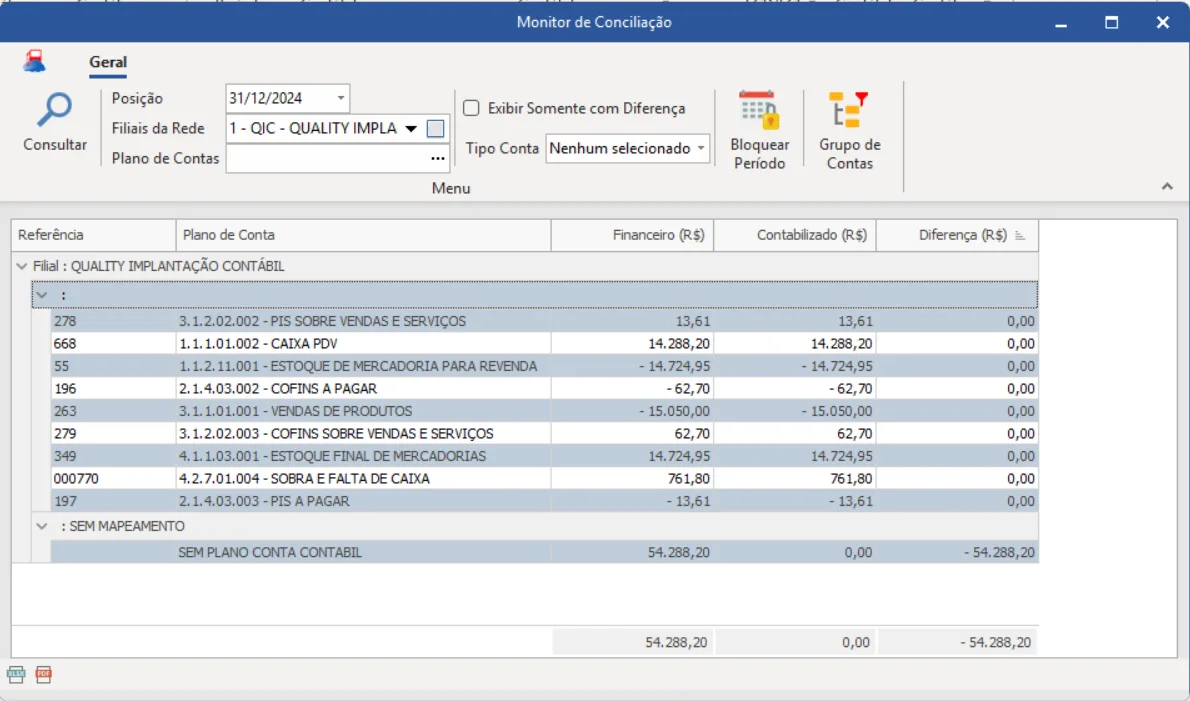 Monitor de Conciliação
Geral
Consultar
Posição 31/12/2024
Filiais da Rede 1 - QIC - QUALITY IMPLA
Plano de Contas ...
Exibir Somente com Diferença
Tipo Conta Nenhum selecionado
Bloquear
Período
Grupo de
Contas
Menu
Referência Plano de Conta Financeiro (R$) Contabilizado (R$) Diferença (R$)
Filial : QUALITY IMPLANTAÇÃO CONTÁBIL
:
278 3.1.2.02.002 - PIS SOBRE VENDAS E SERVIÇOS 13,61 13,61 0,00
668 1.1.1.01.002 - CAIXA PDV 14.288,20 14.288,20 0,00
55 1.1.2.11.001 - ESTOQUE DE MERCADORIA PARA REVENDA - 14.724,95 - 14.724,95 0,00
196 2.1.4.03.002 - COFINS A PAGAR - 62,70 - 62,70 0,00
263 3.1.1.01.001 - VENDAS DE PRODUTOS - 15.050,00 - 15.050,00 0,00
279 3.1.2.02.003 - COFINS SOBRE VENDAS E SERVIÇOS 62,70 62,70 0,00
349 4.1.1.03.001 - ESTOQUE FINAL DE MERCADORIAS 14.724,95 14.724,95 0,00
000770 4.2.7.01.004 - SOBRA E FALTA DE CAIXA 761,80 761,80 0,00
197 2.1.4.03.003 - PIS A PAGAR - 13,61 - 13,61 0,00
: SEM MAPEAMENTO
SEM PLANO CONTA CONTABIL 54.288,20 0,00 - 54.288,20
54.288,20 0,00 - 54.288,20
XLSX PDF